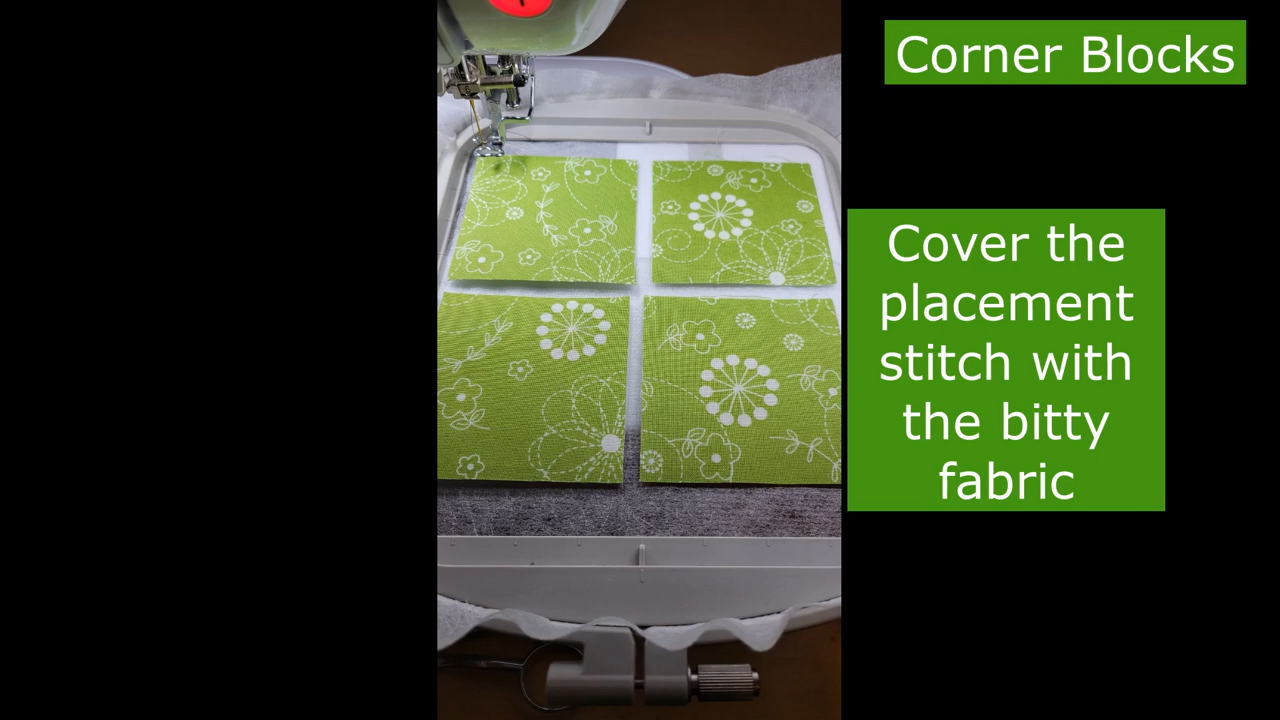 Corner Blocks
Cover the
placement
stitch with
the bitty
fabric